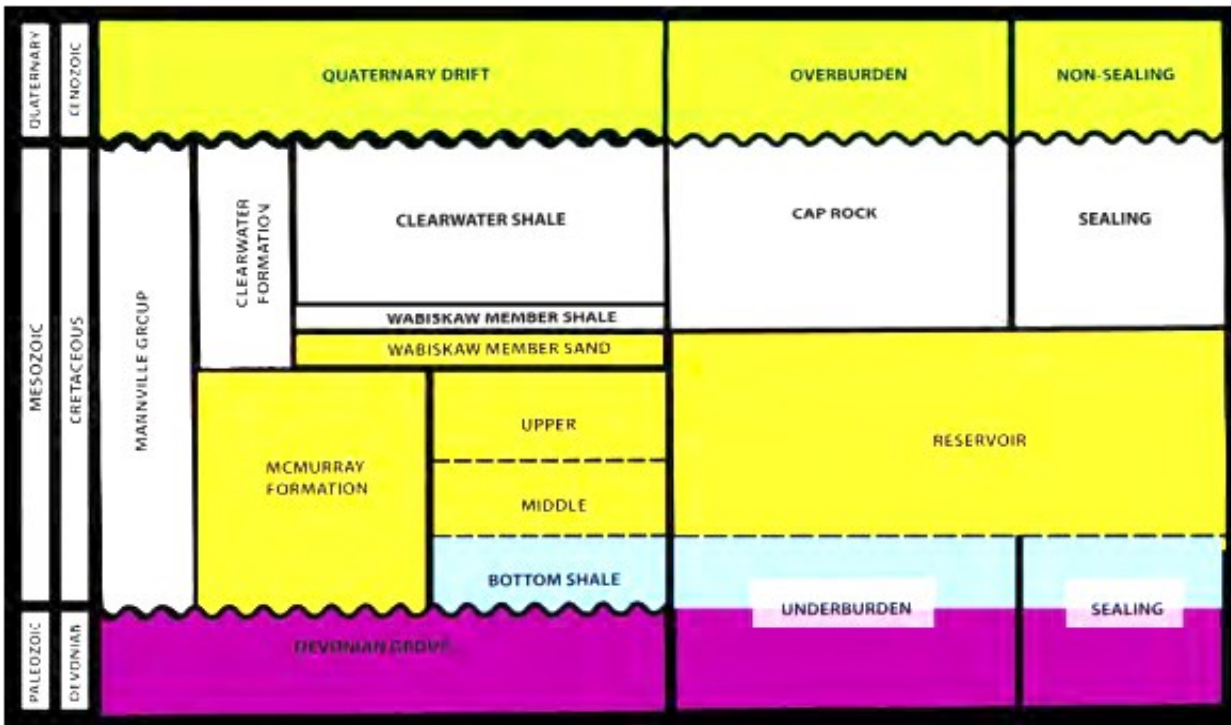 QUATERNARY
CENOZOIC
QUATERNARY DRIFT
OVERBURDEN
NON-SEALING
MESOZOIC
CRETACEOUS
MANNVILLE GROUP
CLEARWATER
FORMATION
CLEARWATER SHALE
CAP ROCK
SEALING
WABISKAW MEMBER SHALE
WABISKAW MEMBER SAND
MCMURRAY
FORMATION
UPPER
MIDDLE
BOTTOM SHALE
RESERVOIR
UNDERBURDEN
SEALING
PALEOZOIC
DEVONIAN
DEVONIAN